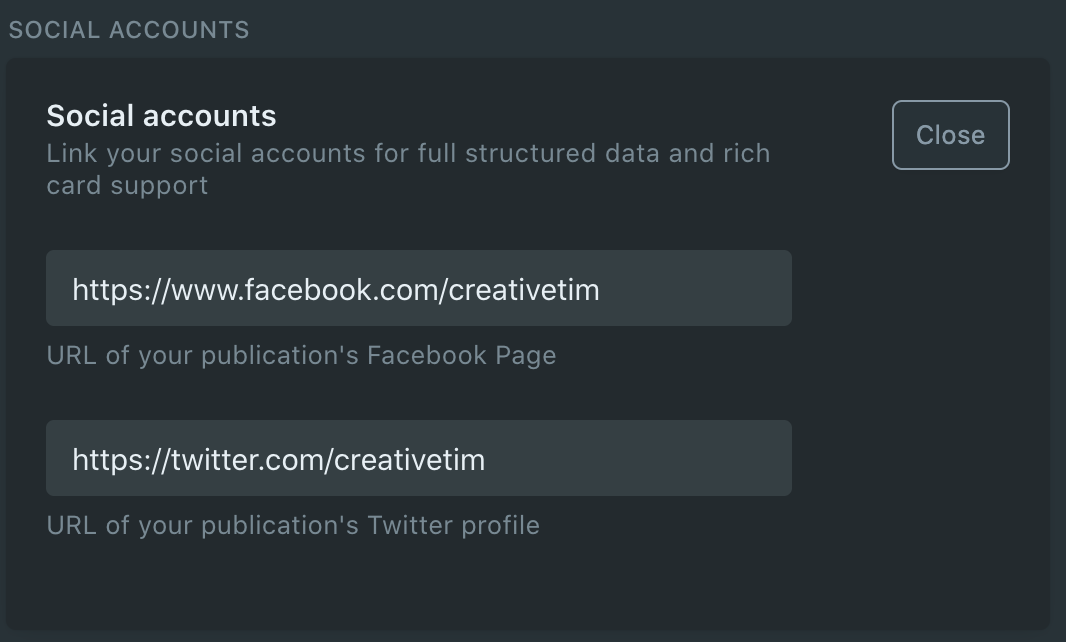 SOCIAL ACCOUNTS
Social accounts
Close
Link your social accounts for full structured data and rich
card support
https://www.facebook.com/creativetim
URL of your publication's Facebook Page
https://twitter.com/creativetim
URL of your publication's Twitter profile